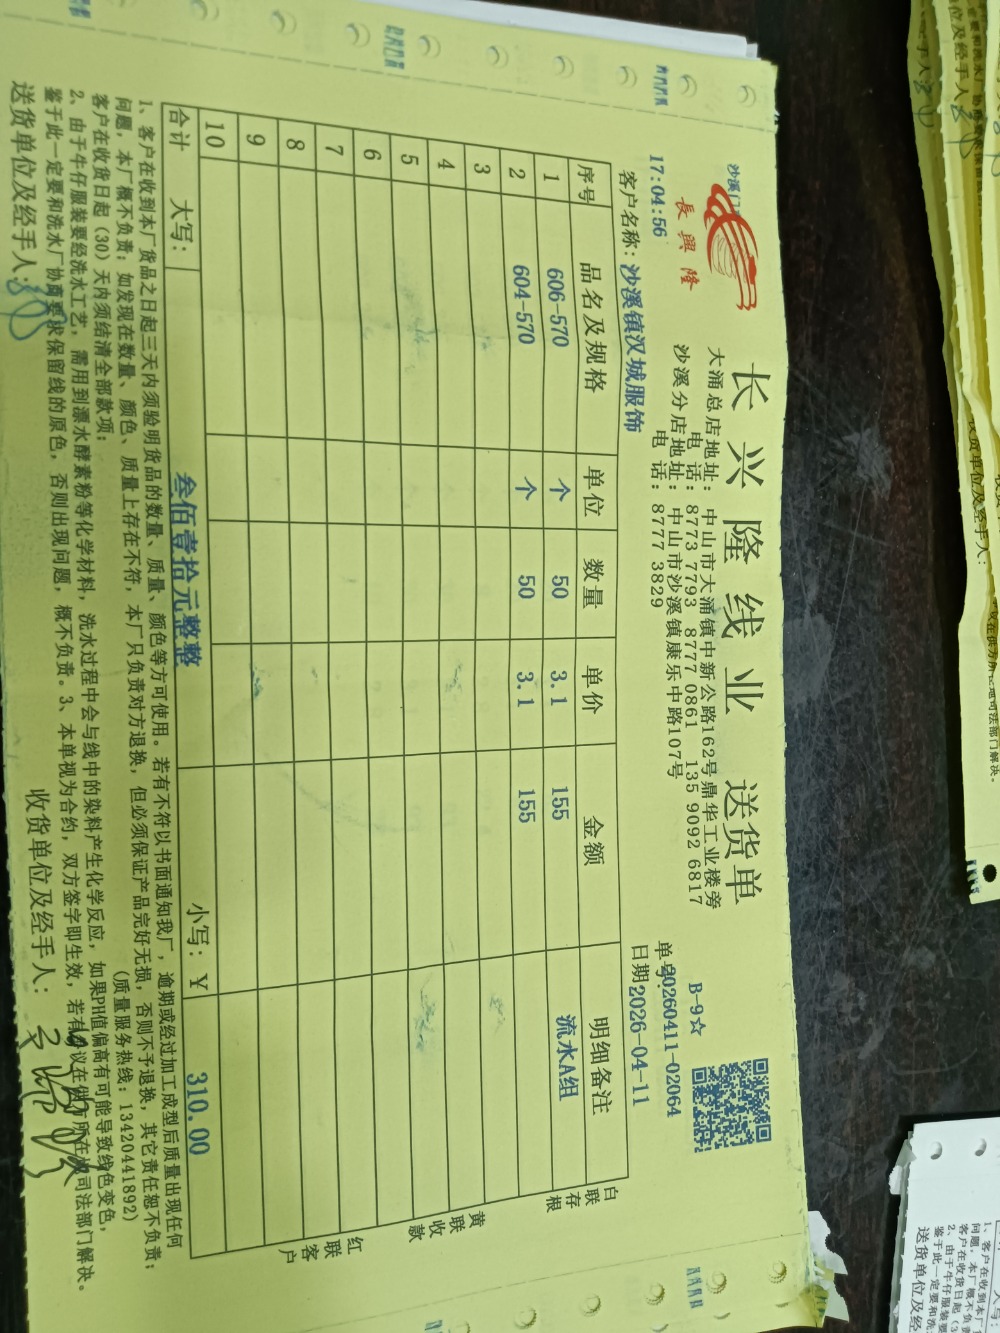 沙溪门
長興隆
长兴隆线业 送货单
大涌总店地址：中山市大涌镇中新公路162号鼎华工业楼旁
电 话：8773 7793 8777 0861 135 9092 6817
沙溪分店地址：中山市沙溪镇康乐中路107号
电 话：8777 3829
B-9☆
17:04:56
单号20260411-02064
客户名称：沙溪镇汉城服饰
日期2026-04-11
序号 品名及规格 单位 数量 单价 金额 明细备注
1 606-570 个 50 3.1 155 流水A组
2 604-570 个 50 3.1 155
3
4
5
6
7
8
9
10
合计 大写： 叁佰壹拾元整整 小写：￥ 310.00
白联存根
黄联收款
红联客户
1、客户在收到本厂货品之日起三天内须验明货品的数量、质量、颜色等方可使用。若有不符以书面通知我厂，逾期或经过加工成型后质量出现任何
问题，本厂概不负责；如发现在数量、颜色、质量上存在不符，本厂只负责对方退换，但必须保证产品完好无损，否则不予退换，其它责任恕不负责；
客户在收货日起（30）天内须结清全部款项；
（质量服务热线：13420441892）
2、由于牛仔服装要经洗水工艺，需用到漂水酵素粉等化学材料，洗水过程中会与线中的染料产生化学反应，如果PH值偏高有可能导致线色变色，
鉴于此一定要和洗水厂协商要求保留线的原色，否则出现问题，概不负责。3、本单视为合约，双方签字即生效，若有争议在供方所在地司法部门解决。
送货单位及经手人：
收货单位及经手人：